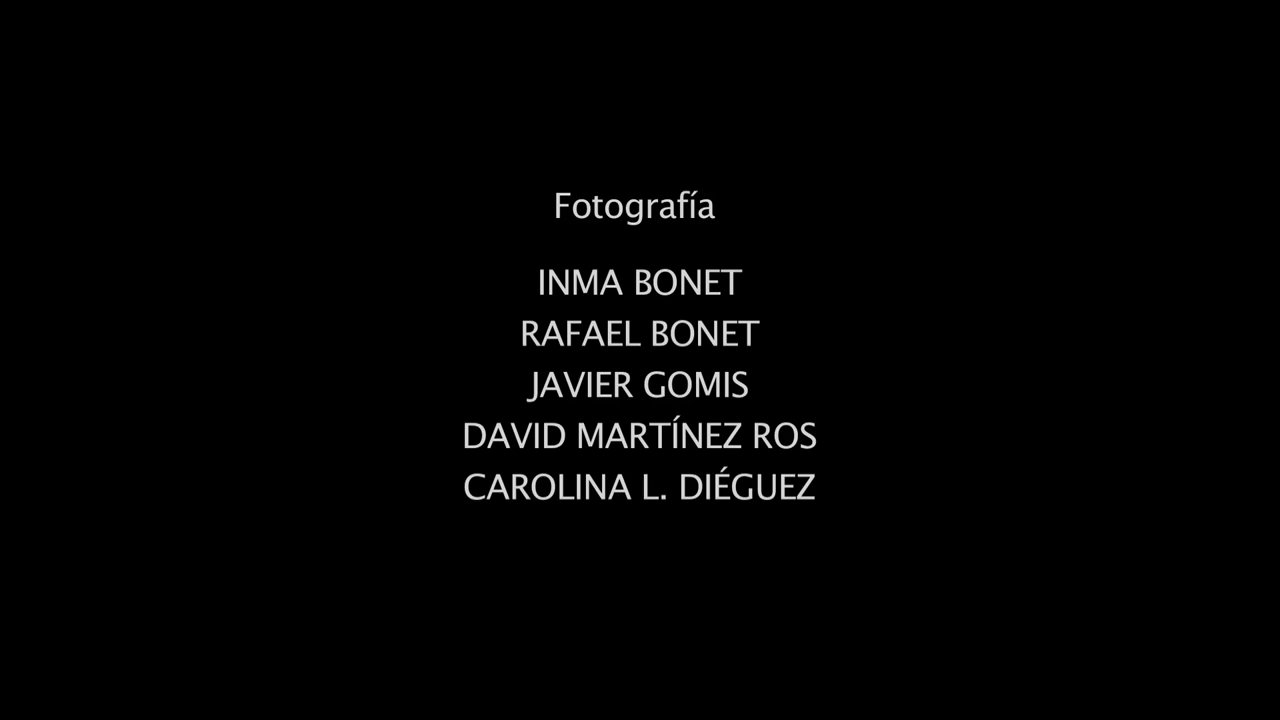 Fotografía
INMA BONET
RAFAEL BONET
JAVIER GOMIS
DAVID MARTÍNEZ ROS
CAROLINA L. DIÉGUEZ